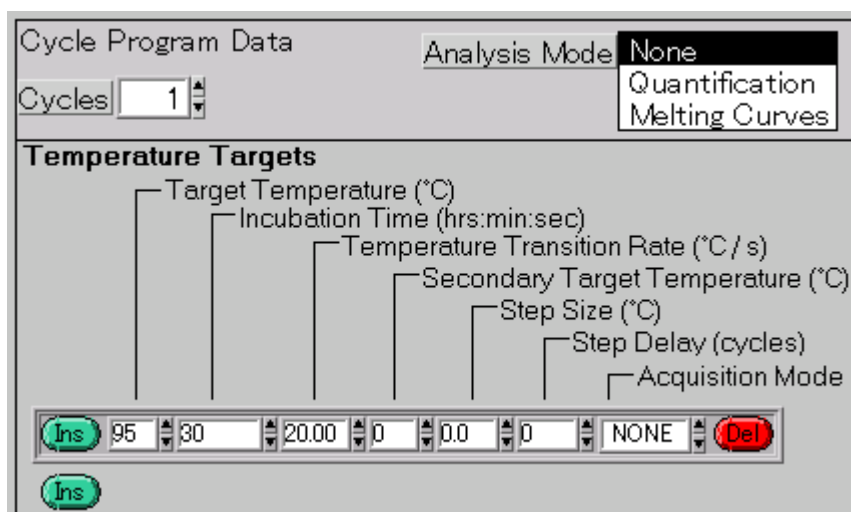 Cycle Program Data
Analysis Mode None
Quantification
Melting Curves
Cycles 1
Temperature Targets
Target Temperature (°C)
Incubation Time (hrs:min:sec)
Temperature Transition Rate (°C / s)
Secondary Target Temperature (°C)
Step Size (°C)
Step Delay (cycles)
Acquisition Mode
Ins 95 30 20.00 0 0.0 0 NONE Del
Ins